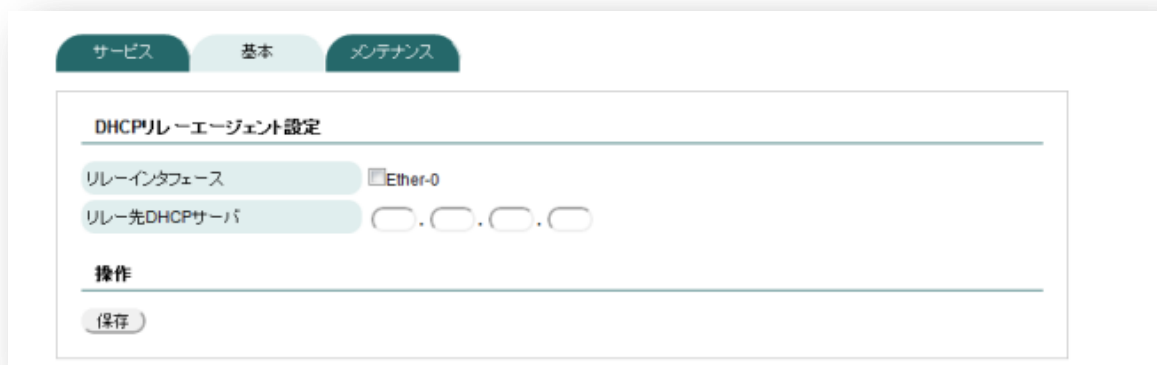 サービス 基本 メンテナンス
DHCPリレーエージェント設定
リレーインタフェース Ether-0
リレー先DHCPサーバ . . .
操作
保存